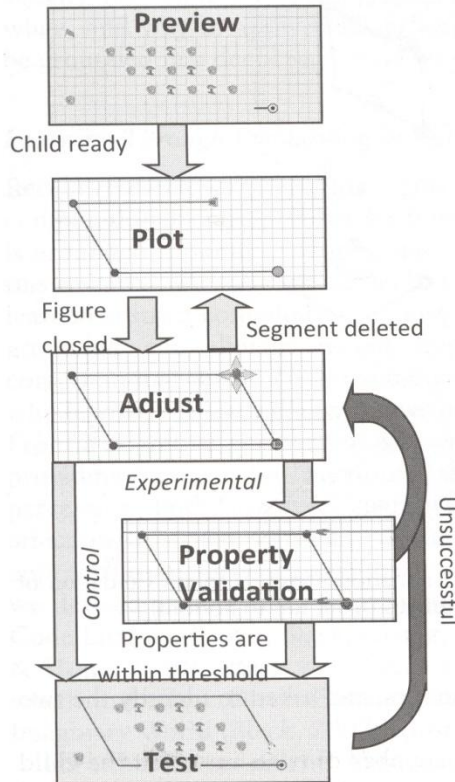 Preview
Child ready
Plot
Figure
closed
Segment deleted
Adjust
Experimental
Control
Unsuccessful
Property
Validation
Properties are
within threshold
Test